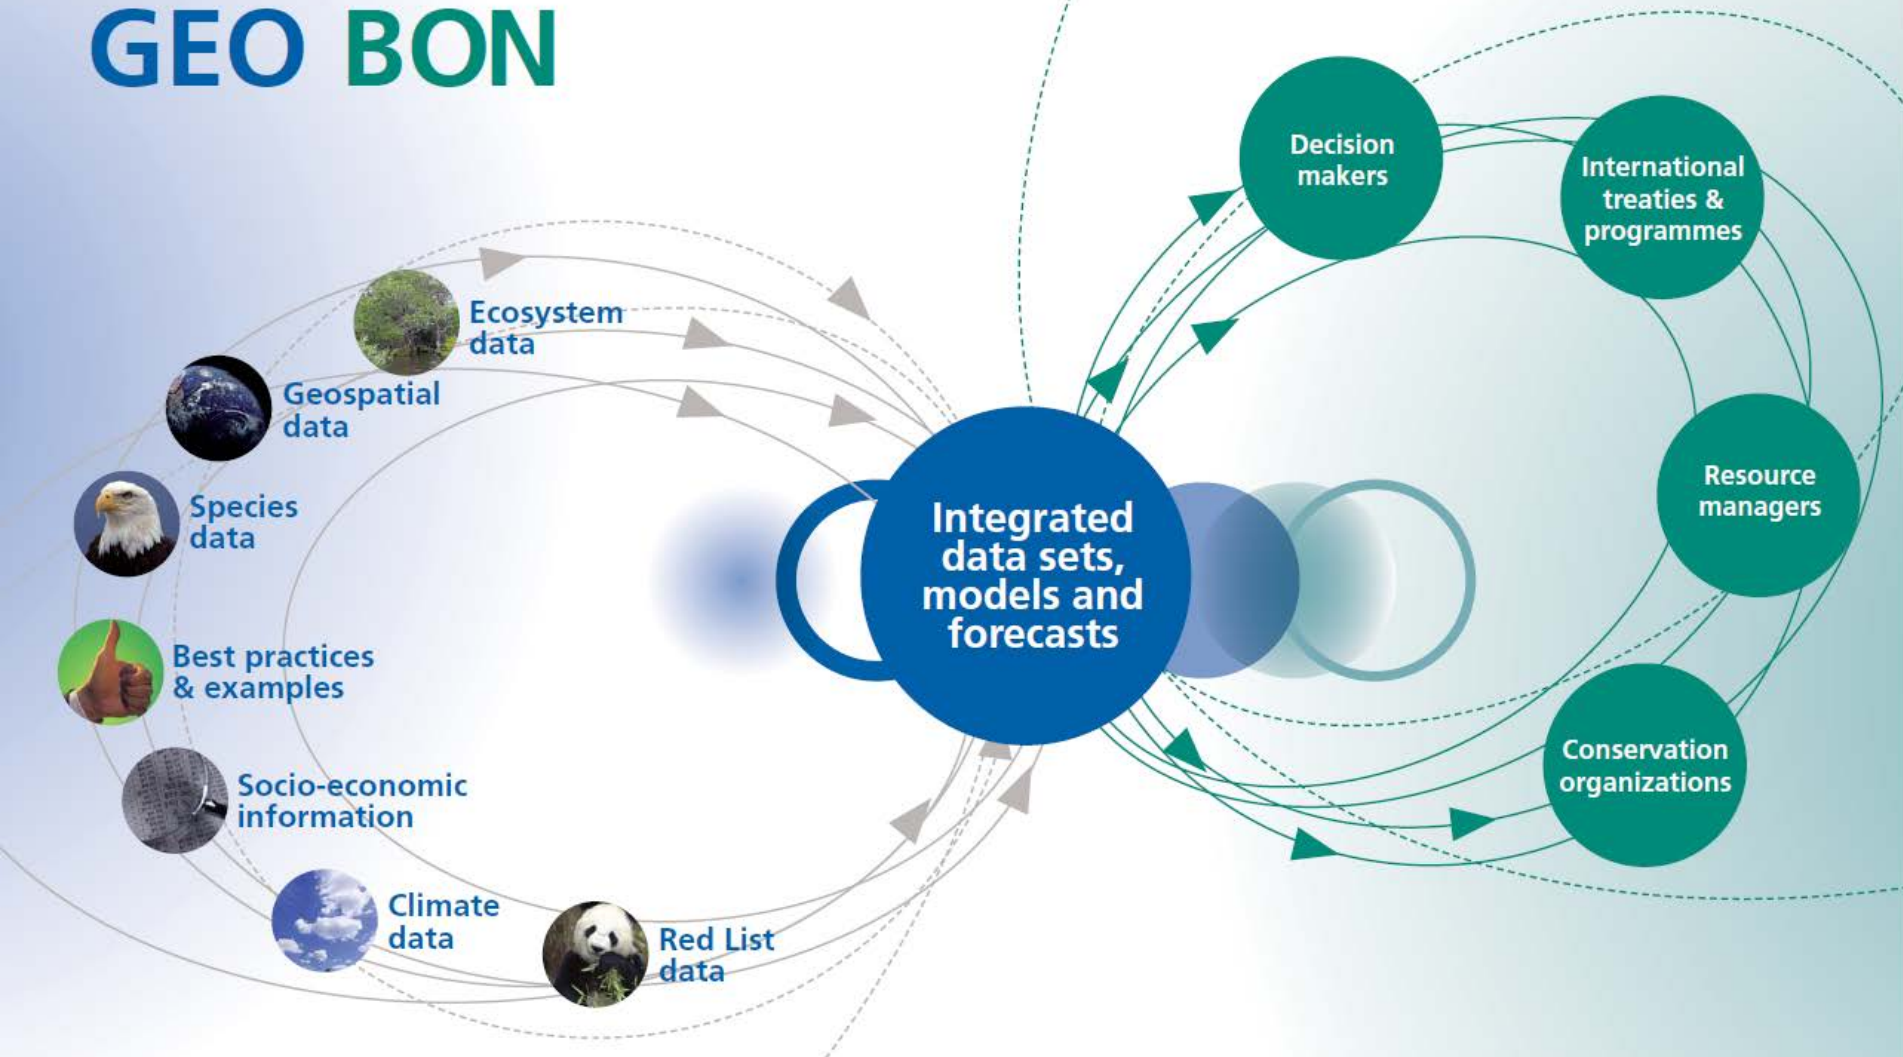 GEO BON
Ecosystem
data
Geospatial
data
Species
data
Best practices
& examples
Socio-economic
information
Climate
data
Red List
data
Integrated
data sets,
models and
forecasts
Decision
makers
International
treaties &
programmes
Resource
managers
Conservation
organizations